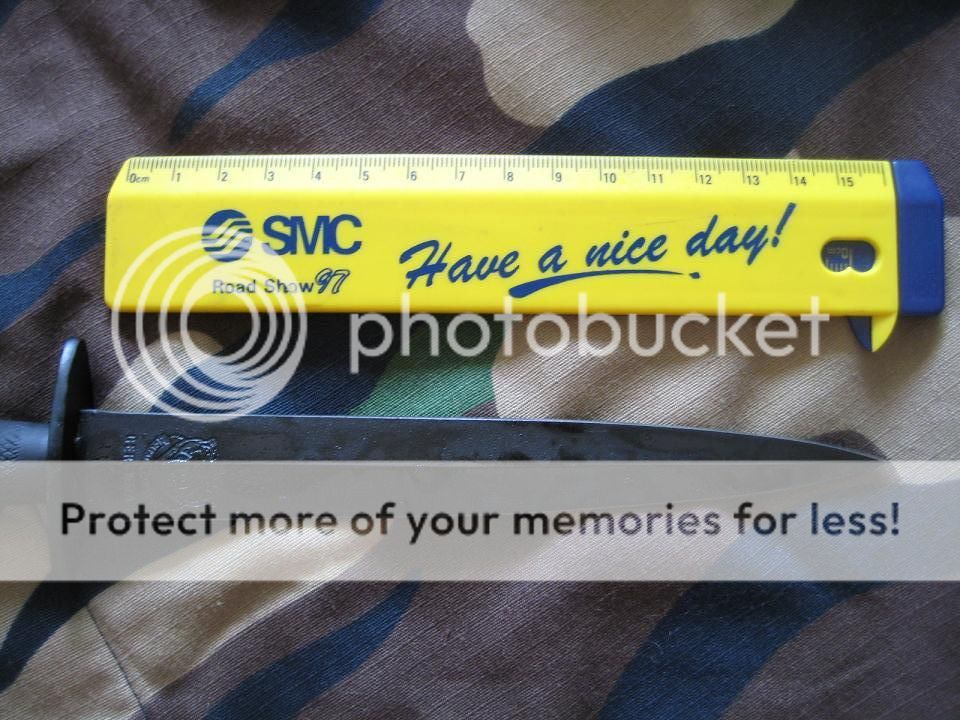 0cm 1 2 3 4 5 6 7 8 9 10 11 12 13 14 15
SMC
Have a nice day!
Road Show 97
photobucket
Protect more of your memories for less!